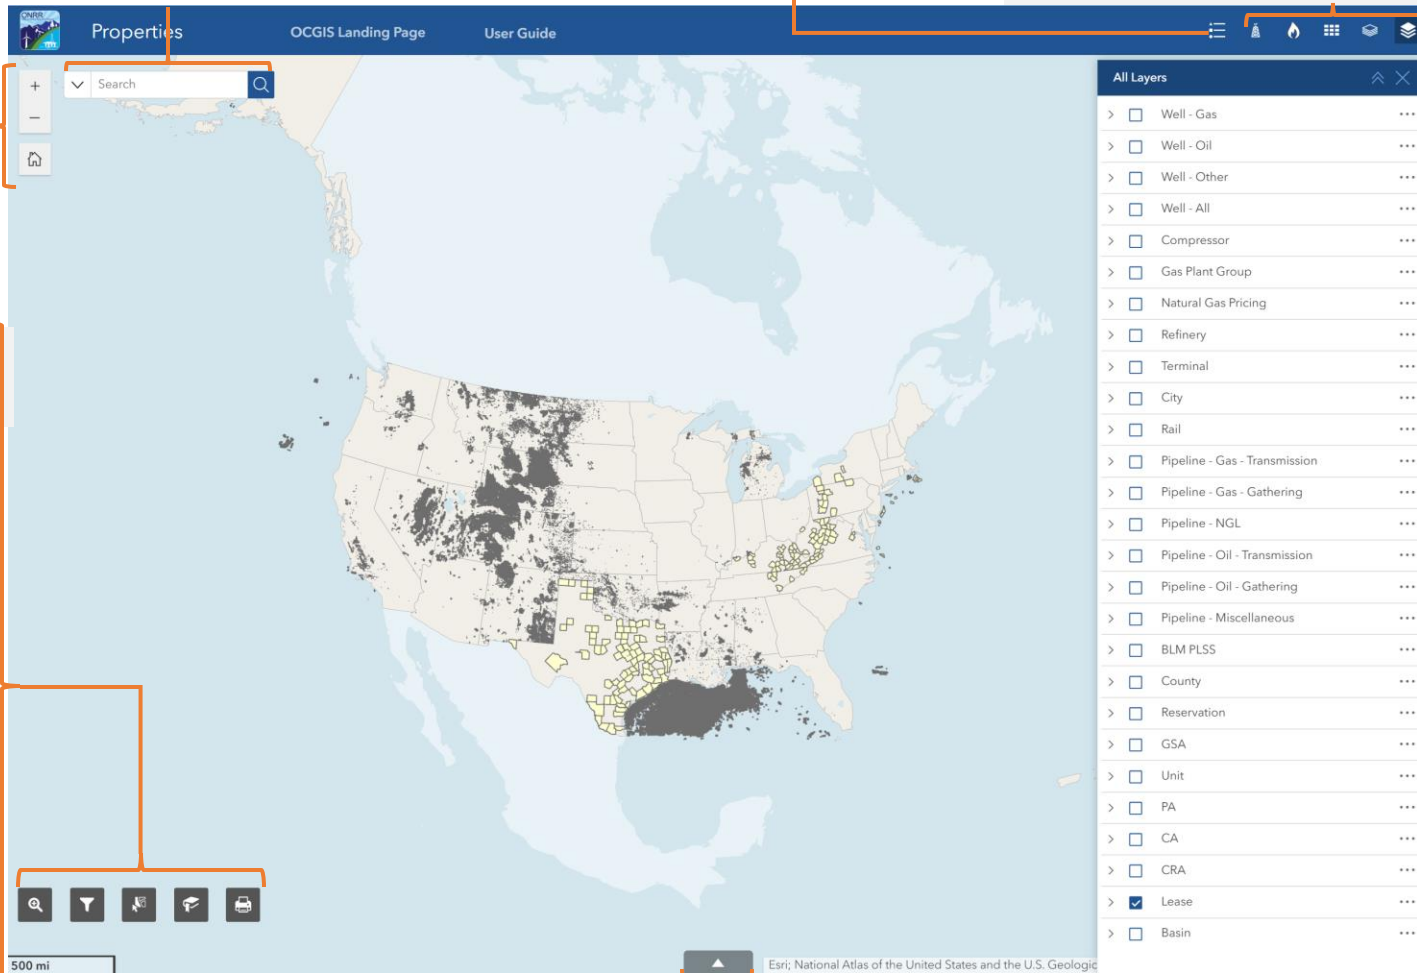 ONRR
Properties
OCGIS Landing Page
User Guide
Search
All Layers
Well - Gas
Well - Oil
Well - Other
Well - All
Compressor
Gas Plant Group
Natural Gas Pricing
Refinery
Terminal
City
Rail
Pipeline - Gas - Transmission
Pipeline - Gas - Gathering
Pipeline - NGL
Pipeline - Oil - Transmission
Pipeline - Oil - Gathering
Pipeline - Miscellaneous
BLM PLSS
County
Reservation
GSA
Unit
PA
CA
CRA
Lease
Basin
500 mi
Esri; National Atlas of the United States and the U.S. Geologic